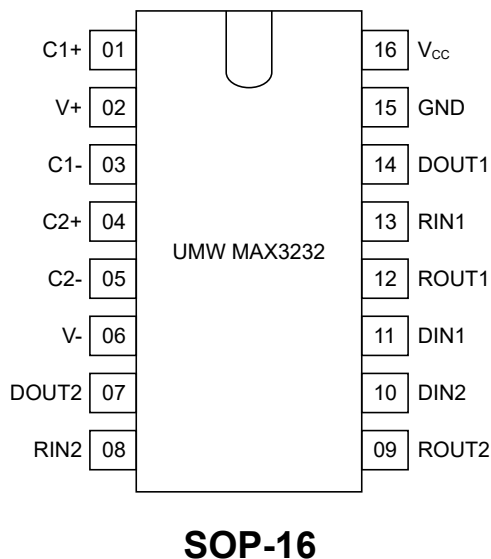 C1+ 01 16 V_CC
V+ 02 15 GND
C1- 03 14 DOUT1
C2+ 04 13 RIN1
UMW MAX3232
C2- 05 12 ROUT1
V- 06 11 DIN1
DOUT2 07 10 DIN2
RIN2 08 09 ROUT2
SOP-16